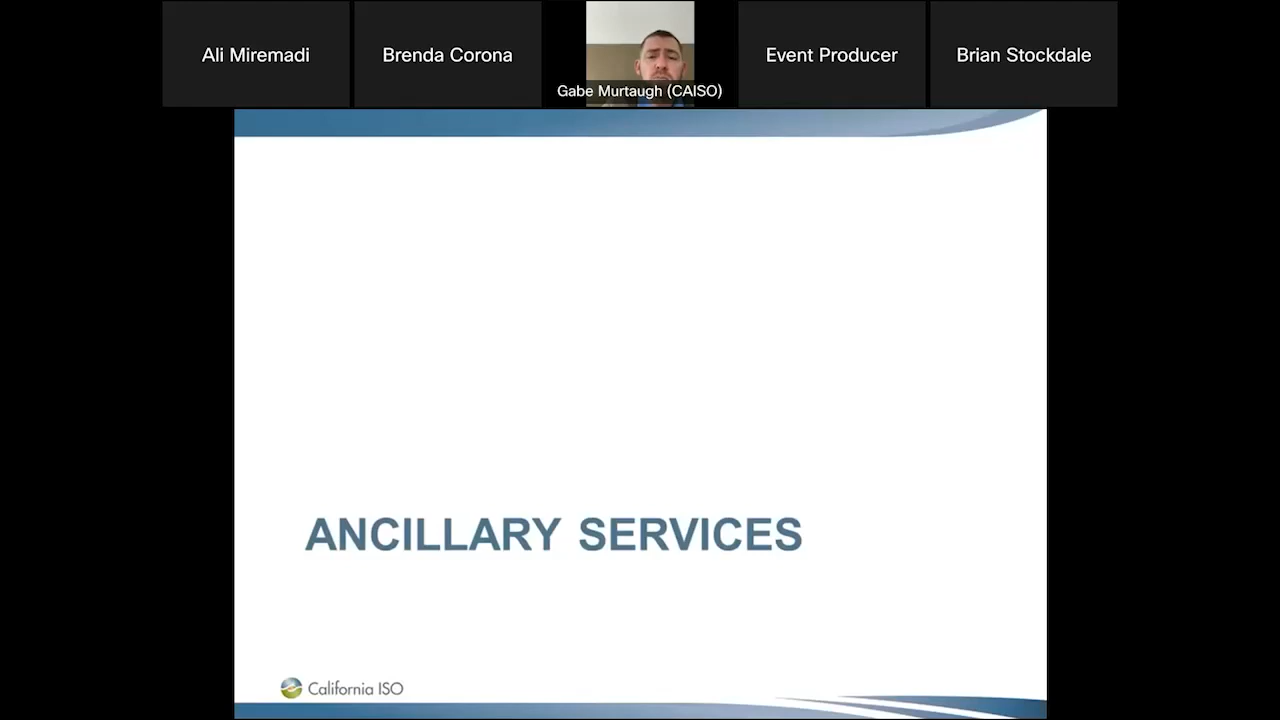 Ali Miremadi
Brenda Corona
Gabe Murtaugh (CAISO)
Event Producer
Brian Stockdale
ANCILLARY SERVICES
California ISO